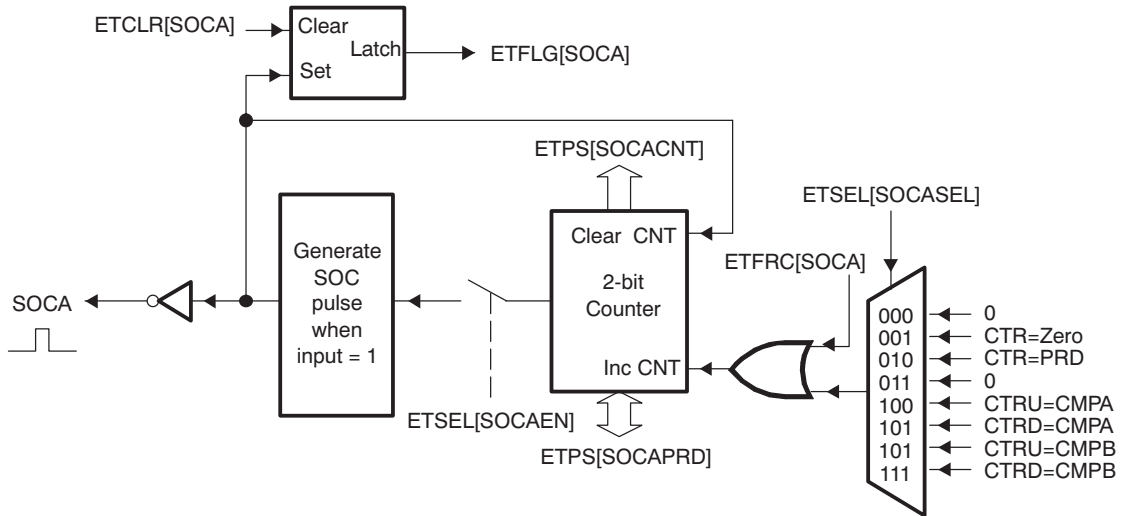 ETCLR[SOCA]
Clear
Latch
Set
ETFLG[SOCA]
ETPS[SOCACNT]
ETSEL[SOCASEL]
Generate
SOC
pulse
when
input = 1
Clear CNT
2-bit
Counter
Inc CNT
ETFRC[SOCA]
SOCA
ETSEL[SOCAEN]
ETPS[SOCAPRD]
000 0
001 CTR=Zero
010 CTR=PRD
011 0
100 CTRU=CMPA
101 CTRD=CMPA
101 CTRU=CMPB
111 CTRD=CMPB